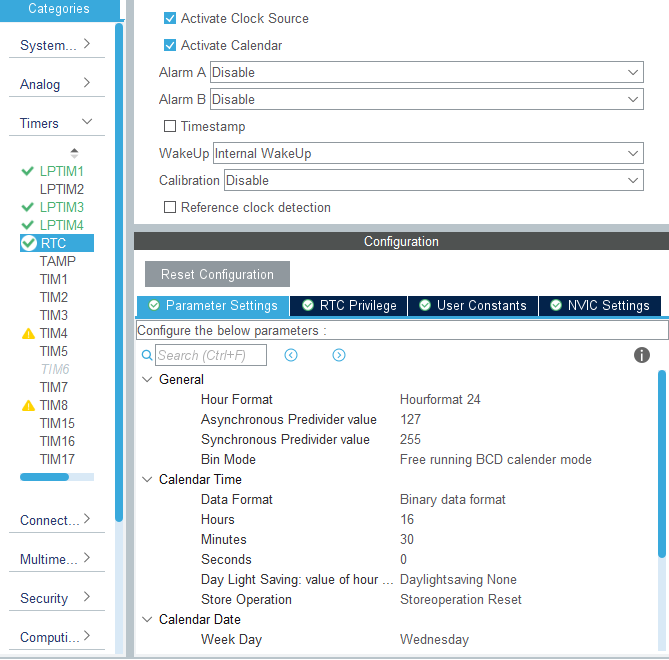 Categories
System...
Analog
Timers
LPTIM1
LPTIM2
LPTIM3
LPTIM4
RTC
TAMP
TIM1
TIM2
TIM3
TIM4
TIM5
TIM6
TIM7
TIM8
TIM15
TIM16
TIM17
Connect...
Multime...
Security
Computi...
Activate Clock Source
Activate Calendar
Alarm A Disable
Alarm B Disable
Timestamp
WakeUp Internal WakeUp
Calibration Disable
Reference clock detection
Configuration
Reset Configuration
Parameter Settings RTC Privilege User Constants NVIC Settings
Configure the below parameters :
Search (Ctrl+F)
General
Hour Format Hourformat 24
Asynchronous Predivider value 127
Synchronous Predivider value 255
Bin Mode Free running BCD calender mode
Calendar Time
Data Format Binary data format
Hours 16
Minutes 30
Seconds 0
Day Light Saving: value of hour ... Daylightsaving None
Store Operation Storeoperation Reset
Calendar Date
Week Day Wednesday